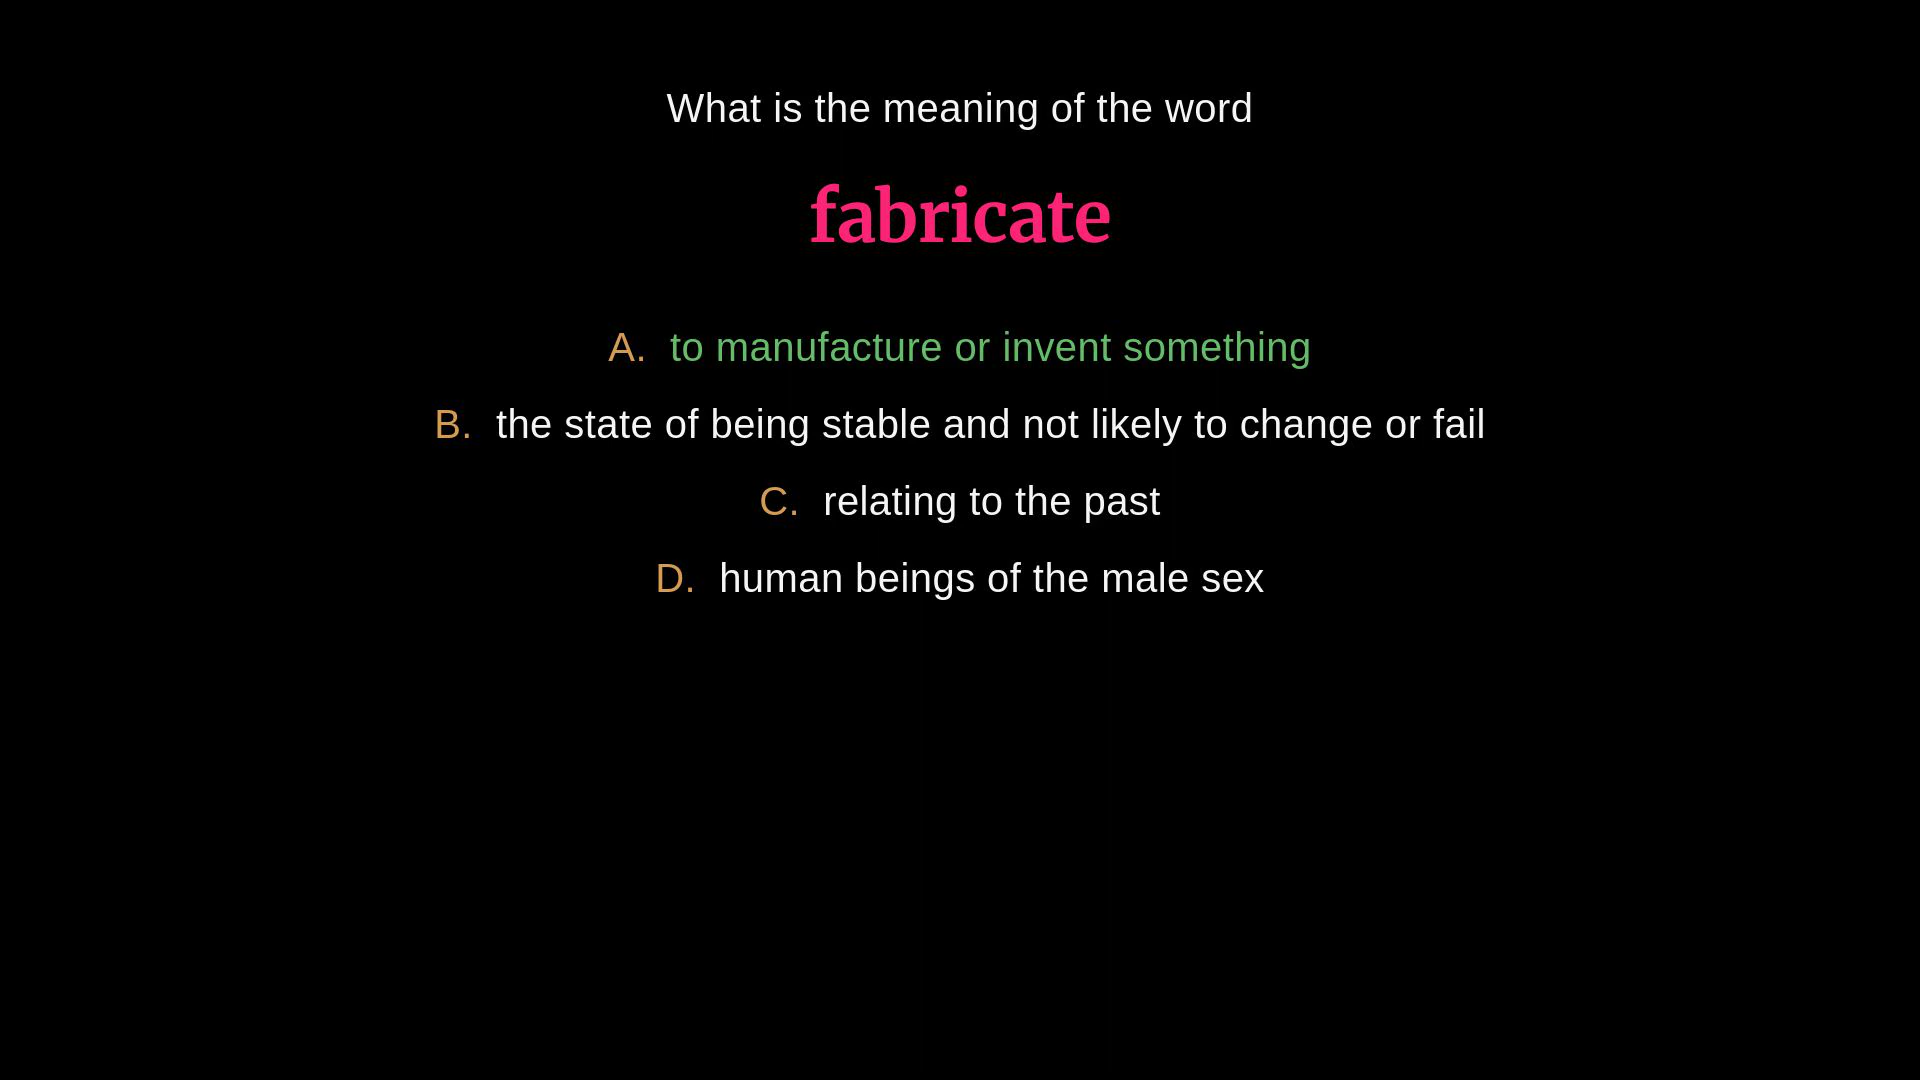 What is the meaning of the word
fabricate
A. to manufacture or invent something
B. the state of being stable and not likely to change or fail
C. relating to the past
D. human beings of the male sex